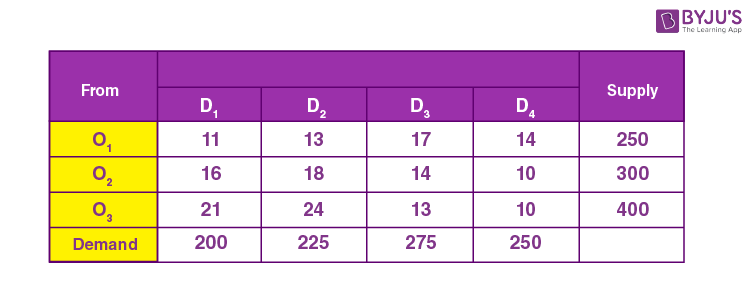 BYJU'S
The Learning App
From Supply
D1 D2 D3 D4
O1 11 13 17 14 250
O2 16 18 14 10 300
O3 21 24 13 10 400
Demand 200 225 275 250